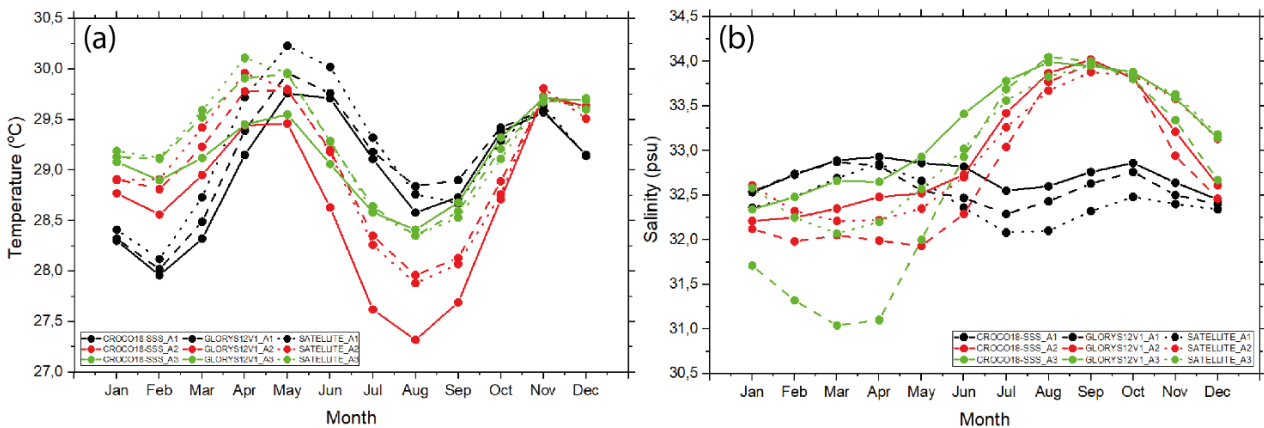 (a)
30,5
30,0
29,5
29,0
28,5
28,0
27,5
27,0
Temperature (ºC)
CROCO18-SSS_A1 GLORYS12V1_A1 SATELLITE_A1
CROCO18-SSS_A2 GLORYS12V1_A2 SATELLITE_A2
CROCO18-SSS_A3 GLORYS12V1_A3 SATELLITE_A3
Jan Feb Mar Apr May Jun Jul Aug Sep Oct Nov Dec
Month
(b)
34,5
34,0
33,5
33,0
32,5
32,0
31,5
31,0
30,5
Salinity (psu)
CROCO18-SSS_A1 GLORYS12V1_A1 SATELLITE_A1
CROCO18-SSS_A2 GLORYS12V1_A2 SATELLITE_A2
CROCO18-SSS_A3 GLORYS12V1_A3 SATELLITE_A3
Jan Feb Mar Apr May Jun Jul Aug Sep Oct Nov Dec
Month